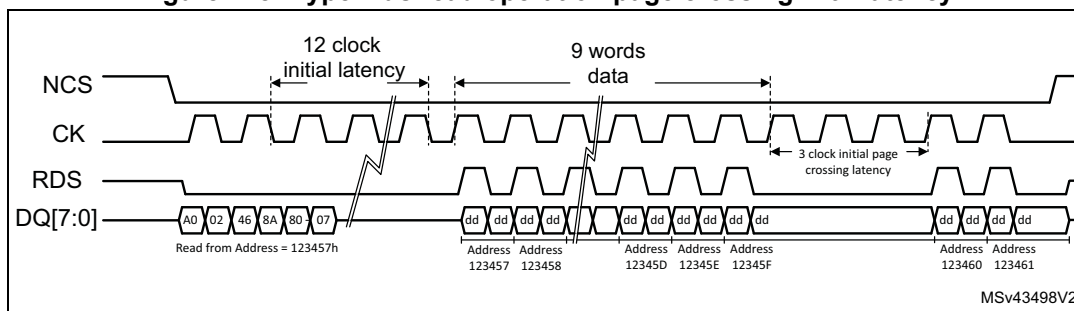 12 clock
initial latency
9 words
data
NCS
CK
3 clock initial page
crossing latency
RDS
DQ[7:0]
A0 02 46 8A 80 07 dd dd dd dd dd dd dd dd dd dd dd dd dd dd
Read from Address = 123457h
Address
123457
Address
123458
Address
12345D
Address
12345E
Address
12345F
Address
123460
Address
123461
MSv43498V2